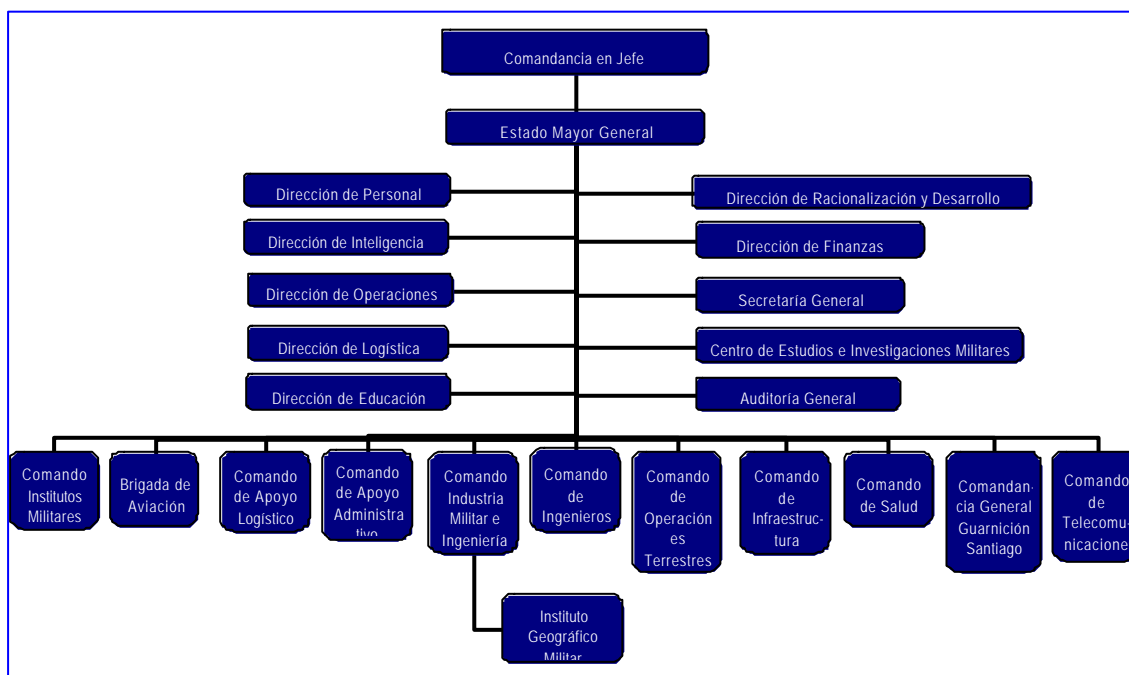 Comandancia en Jefe
Estado Mayor General
Dirección de Personal
Dirección de Racionalización y Desarrollo
Dirección de Inteligencia
Dirección de Finanzas
Dirección de Operaciones
Secretaría General
Dirección de Logística
Centro de Estudios e Investigaciones Militares
Dirección de Educación
Auditoría General
Comando
Institutos
Militares
Brigada de
Aviación
Comando
de Apoyo
Logístico
Comando
de Apoyo
Administra
tivo
Comando
Industria
Militar e
Ingeniería
Comando
de
Ingenieros
Comando
de
Operación
es
Terrestres
Comando
de
Infraestruc-
tura
Comando
de Salud
Comandan-
cia General
Guarnición
Santiago
Comando
de
Telecomu-
nicaciones
Instituto
Geográfico
Militar